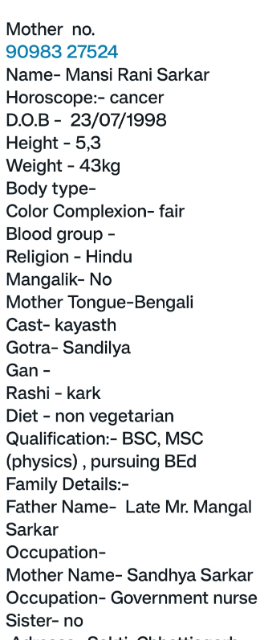 Mother no.
90983 27524
Name- Mansi Rani Sarkar
Horoscope:- cancer
D.O.B - 23/07/1998
Height - 5,3
Weight - 43kg
Body type-
Color Complexion- fair
Blood group -
Religion - Hindu
Mangalik- No
Mother Tongue-Bengali
Cast- kayasth
Gotra- Sandilya
Gan -
Rashi - kark
Diet - non vegetarian
Qualification:- BSC, MSC
(physics) , pursuing BEd
Family Details:-
Father Name- Late Mr. Mangal
Sarkar
Occupation-
Mother Name- Sandhya Sarkar
Occupation- Government nurse
Sister- no